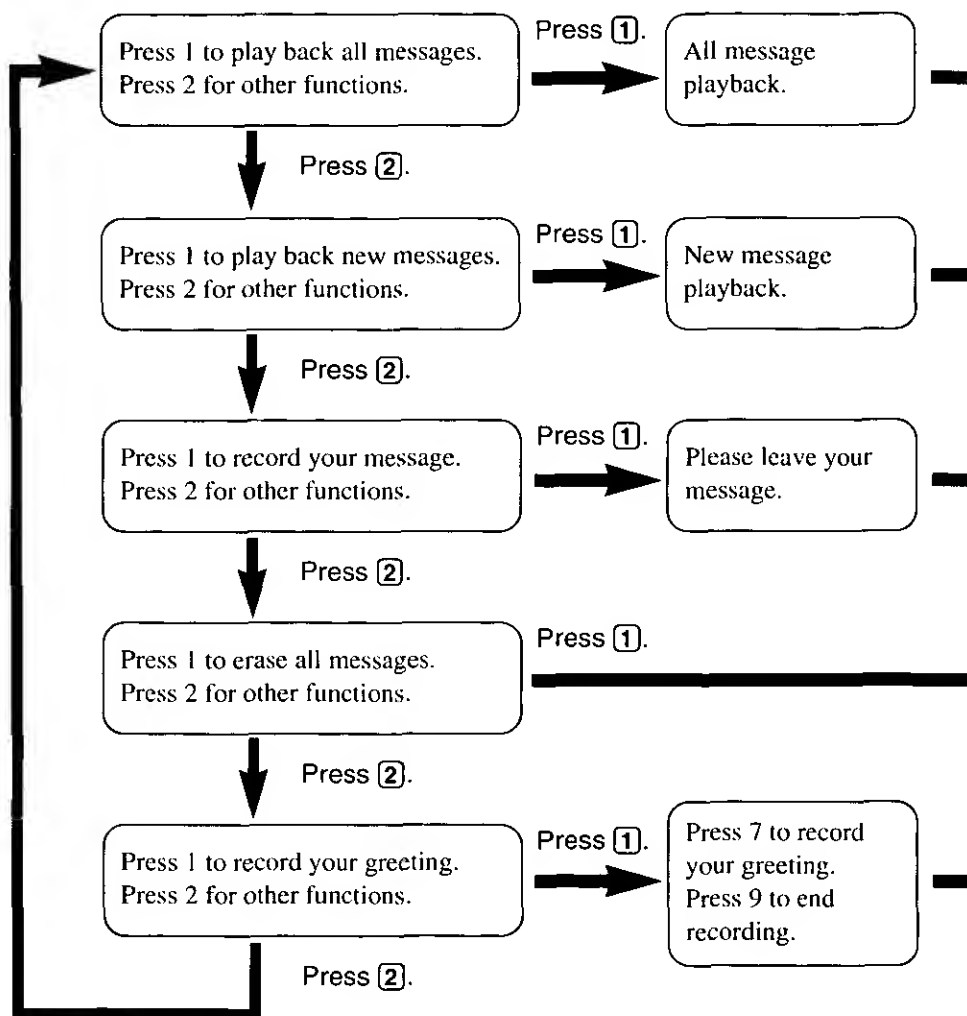 Press 1 to play back all messages.
Press 2 for other functions.
Press 1.
All message
playback.
Press 2.
Press 1 to play back new messages.
Press 2 for other functions.
Press 1.
New message
playback.
Press 2.
Press 1 to record your message.
Press 2 for other functions.
Press 1.
Please leave your
message.
Press 2.
Press 1 to erase all messages.
Press 2 for other functions.
Press 1.
Press 2.
Press 1 to record your greeting.
Press 2 for other functions.
Press 1.
Press 7 to record
your greeting.
Press 9 to end
recording.
Press 2.